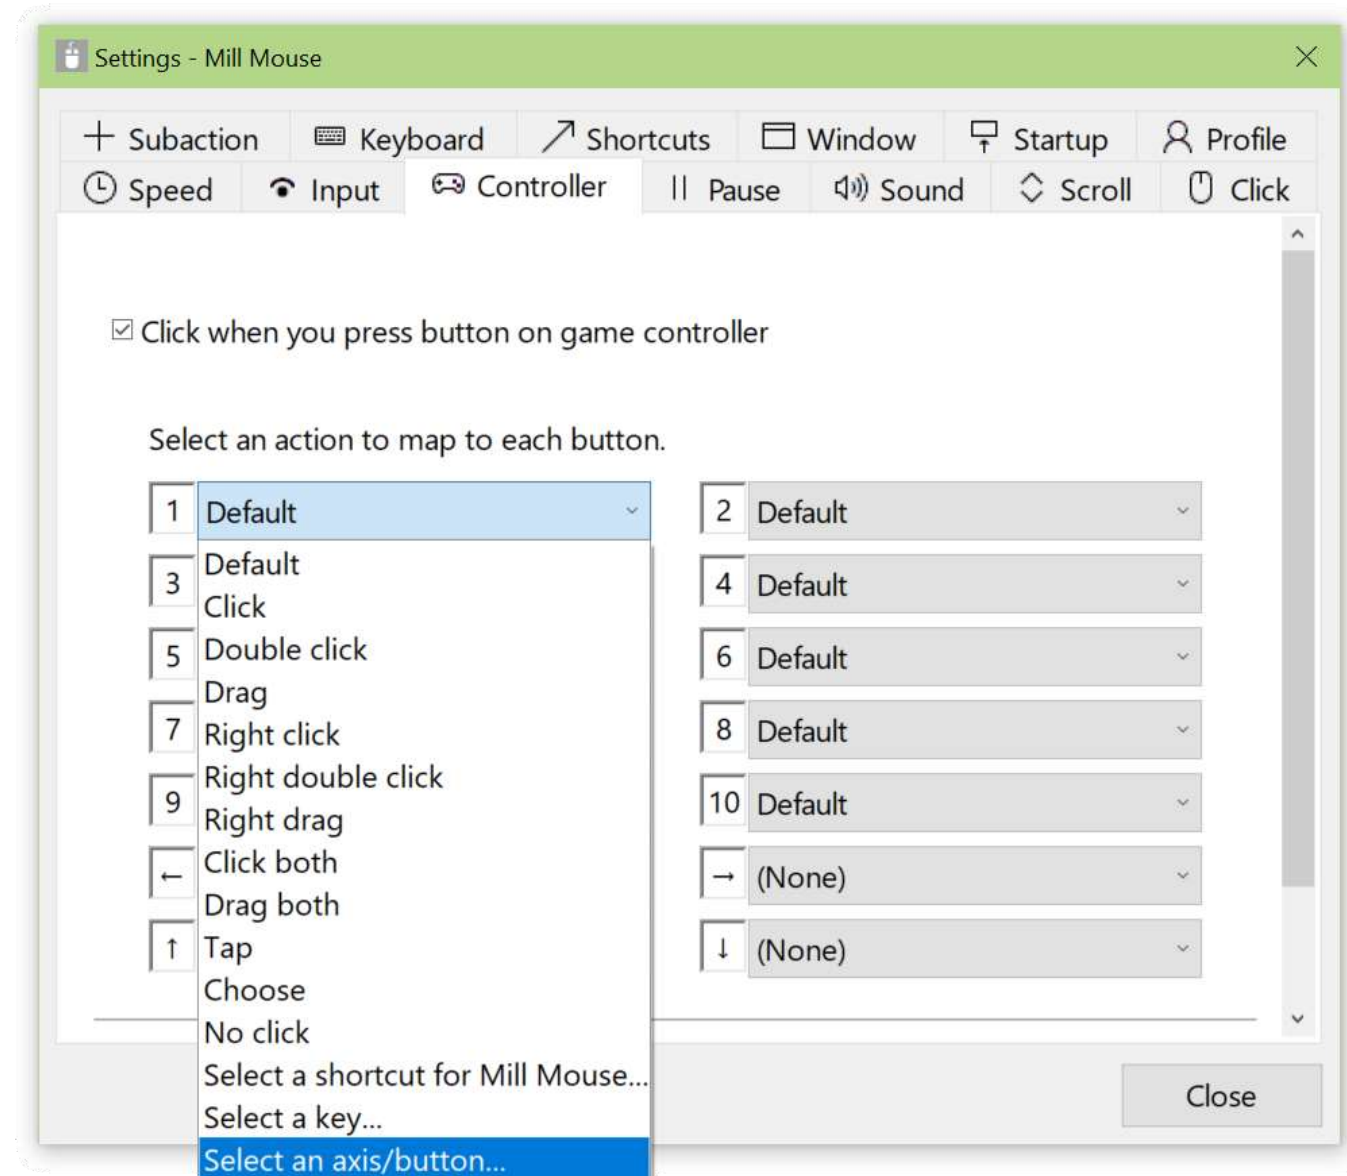 Settings - Mill Mouse
Subaction Keyboard Shortcuts Window Startup Profile
Speed Input Controller Pause Sound Scroll Click
Click when you press button on game controller
Select an action to map to each button.
1 Default 2 Default
Default
3 4 Default
Click
Double click
5 6 Default
Drag
Right click
7 8 Default
Right double click
9 10 Default
Right drag
Click both
← → (None)
Drag both
↑ Tap ↓ (None)
Choose
No click
Select a shortcut for Mill Mouse...
Select a key...
Close
Select an axis/button...